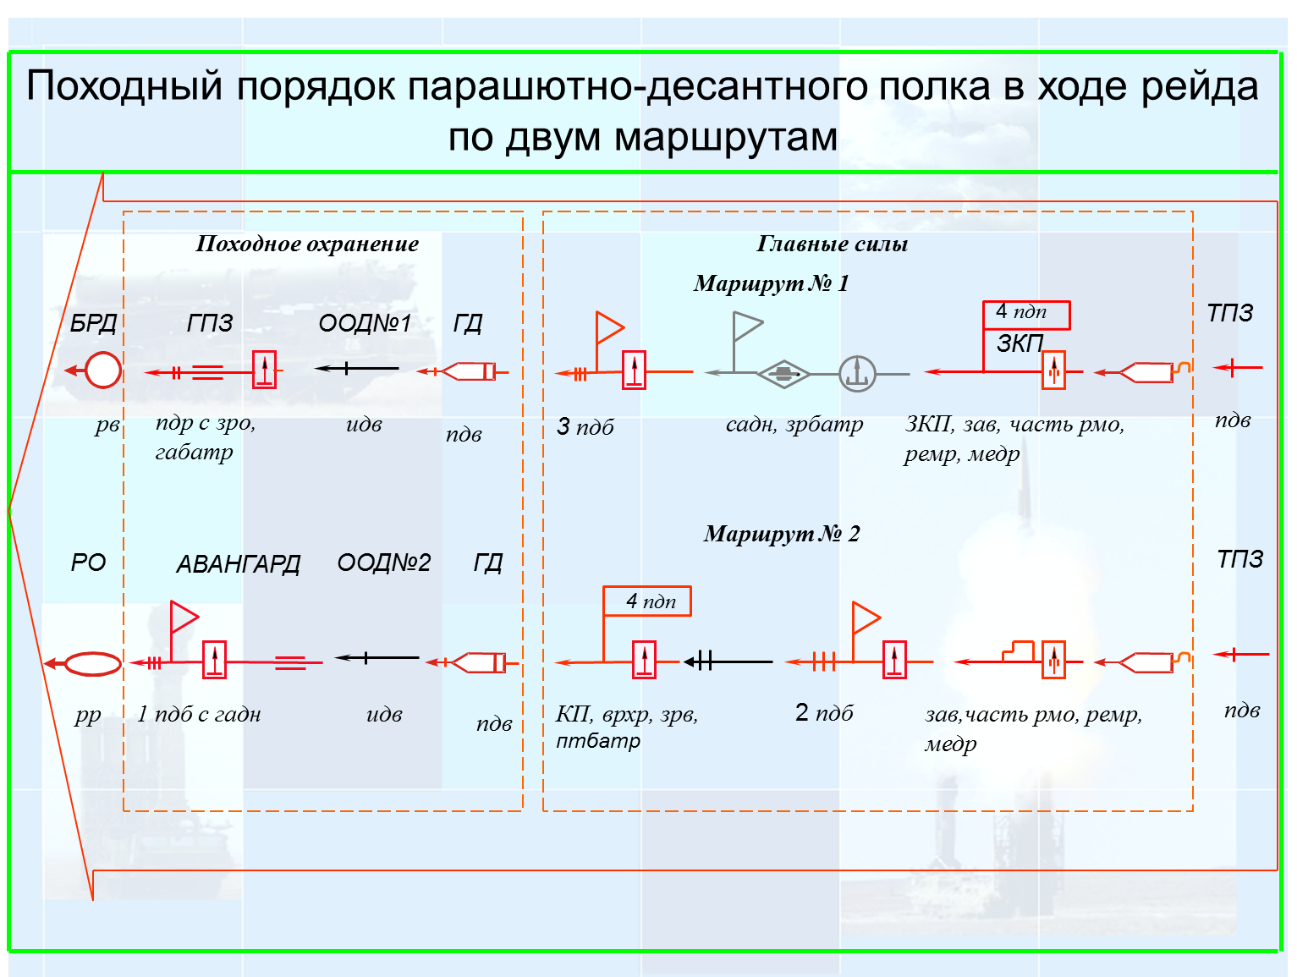 Походный порядок парашютно-десантного полка в ходе рейда
по двум маршрутам
Походное охранение
Главные силы
Маршрут № 1
БРД
ГПЗ
ООД№1
ГД
4 пдп
ЗКП
ТПЗ
рв
пдр с зро,
габатр
идв
пдв
3 пдб
садн, зрбатр
ЗКП, зав, часть рмо,
ремр, медр
пдв
Маршрут № 2
РО
АВАНГАРД
ООД№2
ГД
4 пдп
ТПЗ
рр
1 пдб с гадн
идв
пдв
КП, врхр, зрв,
птбатр
2 пдб
зав,часть рмо, ремр,
медр
пдв